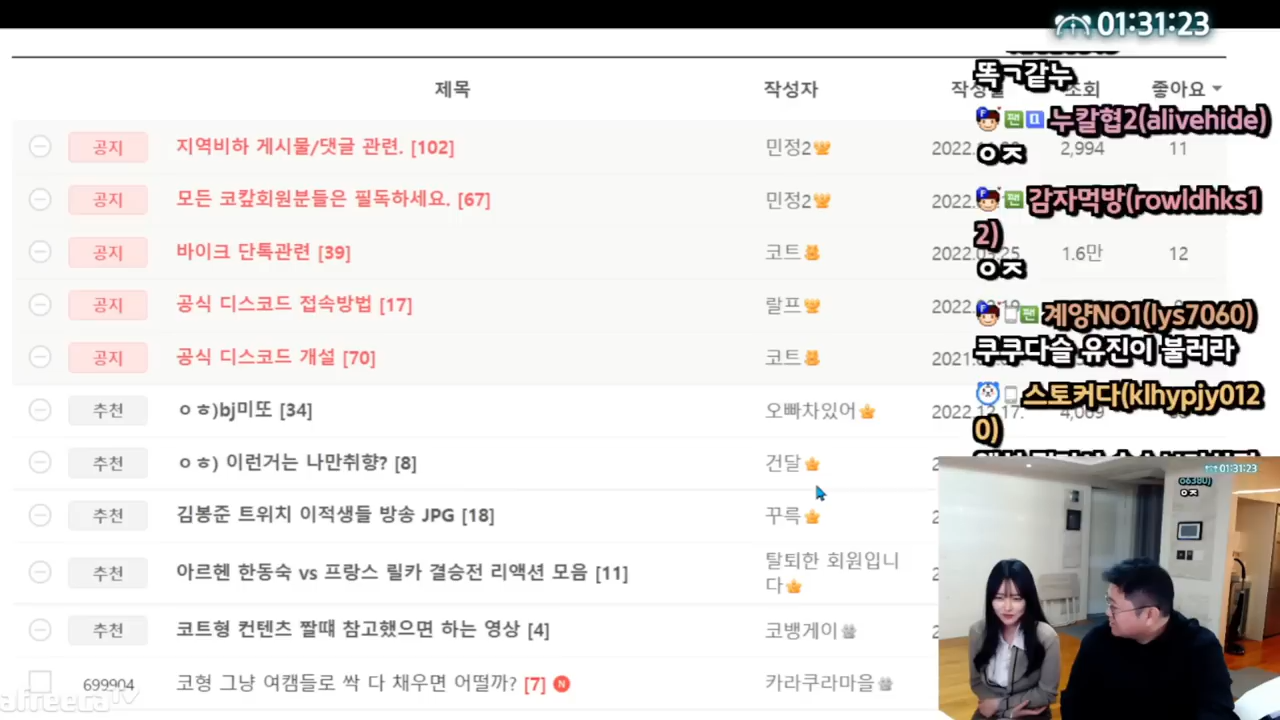 01:31:23
제목 작성자 작성일 조회 좋아요
공지 지역비하 게시물/댓글 관련. [102] 민정2 2,994 11
공지 모든 코캎회원분들은 필독하세요. [67] 민정2
공지 바이크 단톡관련 [39] 코트 1.6만 12
공지 공식 디스코드 접속방법 [17] 랄프
공지 공식 디스코드 개설 [70] 코트
추천 ㅇㅎ)bj미또 [34] 오빠차있어 2022.12.17.
추천 ㅇㅎ) 이런거는 나만취향? [8] 건달
추천 김봉준 트위치 이적생들 방송 JPG [18] 꾸륵
추천 아르헨 한동숙 vs 프랑스 릴카 결승전 리액션 모음 [11] 탈퇴한 회원입니
다
추천 코트형 컨텐츠 짤떄 참고했으면 하는 영상 [4] 코뱅게이
699904 코형 그냥 여캠들로 싹 다 채우면 어떨까? [7] N 카라쿠라마을
똑ㄱ같누
팬 누칼협2(alivehide)
ㅇㅈ
팬 감자먹방(rowldhks1
2)
ㅇㅈ
팬 계양NO1(lys7060)
쿠쿠다슬 유진이 불러라
스토커다(klhypjy012
0)
01:31:23
ㅇㅈ
afreecaTV